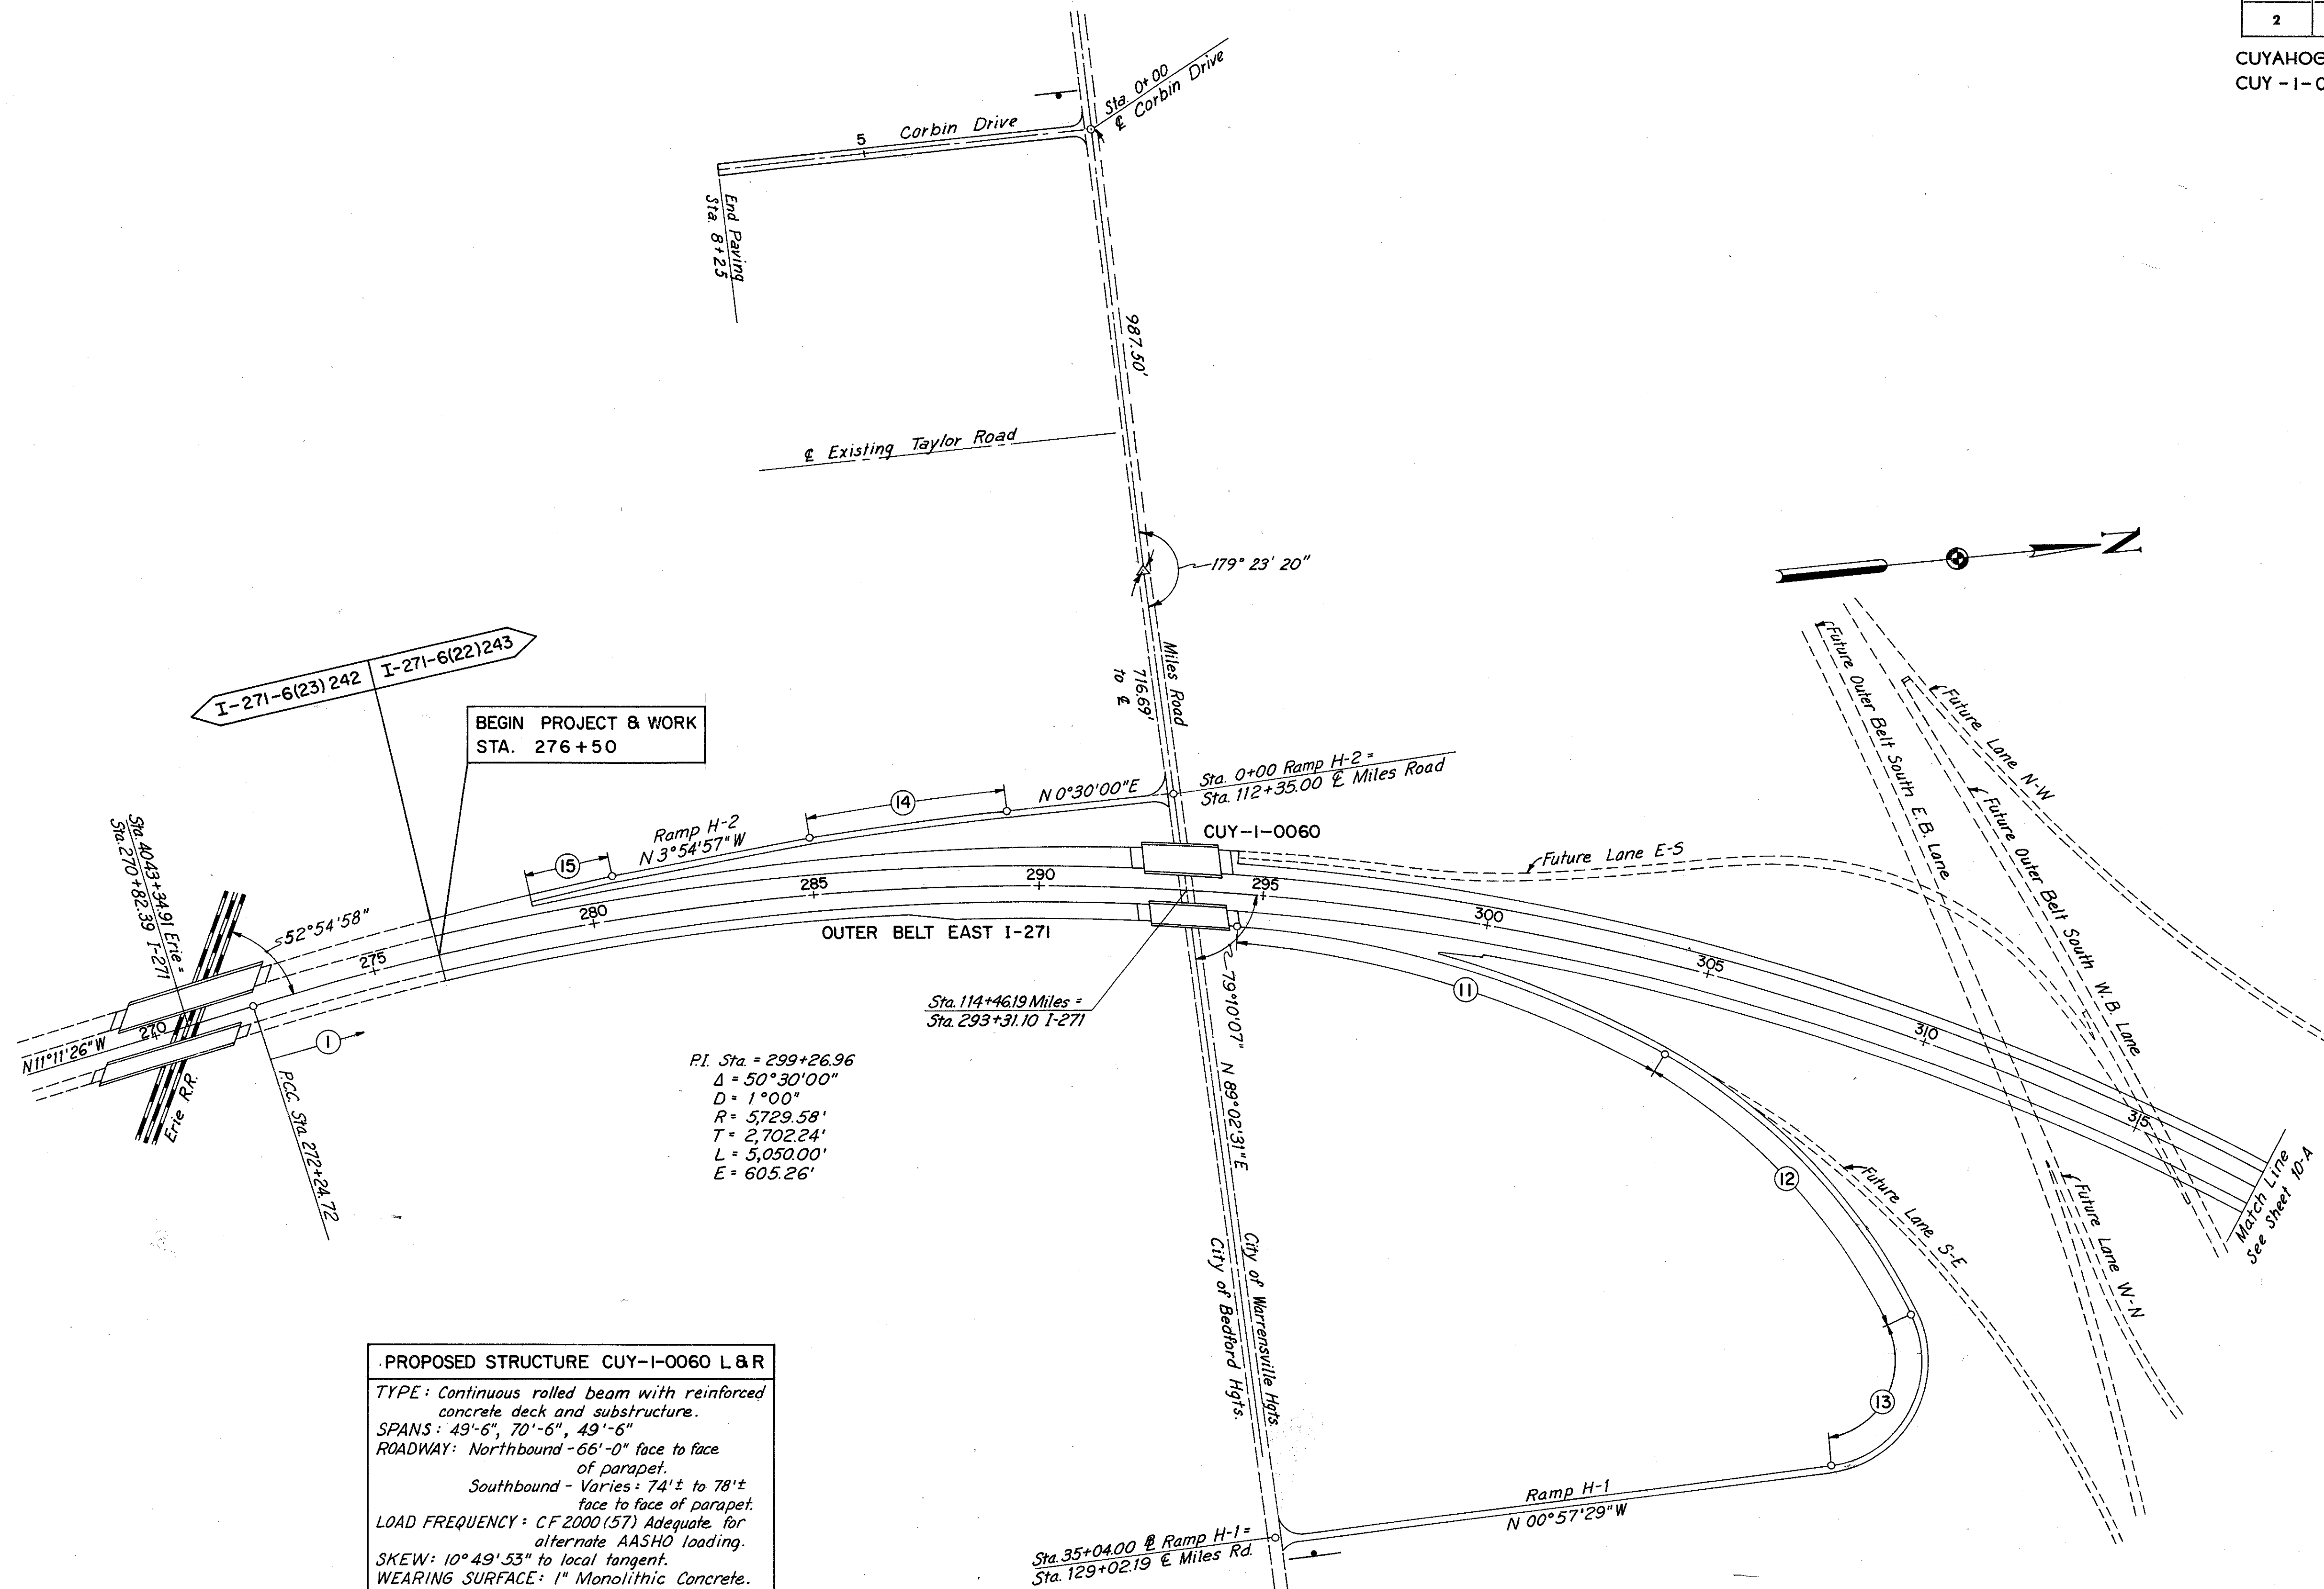 2
CUYAHOG
CUY-1-0
Sta. 0+00
℄ Corbin Drive
Corbin Drive
5
End Paving
Sta. 8+25
987.50'
℄ Existing Taylor Road
179° 23' 20"
N
Miles Road
716.69'
to ℄
I-271-6(23)242
I-271-6(22)243
BEGIN PROJECT & WORK
STA. 276+50
Sta. 0+00 Ramp H-2 =
Sta. 112+35.00 ℄ Miles Road
N 0°30'00"E
14
Ramp H-2
N 3°54'57"W
15
CUY-1-0060
Future Lane E-S
Future Outer Belt South E.B. Lane
Future Lane N-W
Future Outer Belt South W.B. Lane
Sta. 4043+34.91 Erie =
Sta. 270+82.39 I-271
52°54'58"
270
275
280
285
290
295
300
305
310
315
OUTER BELT EAST I-271
N11°11'26"W
Erie R.R.
1
P.C.C. Sta. 272+24.72
Sta. 114+46.19 Miles =
Sta. 293+31.10 I-271
79°10'07"
N 89°02'31"E
11
12
13
P.I. Sta. = 299+26.96
Δ = 50°30'00"
D = 1°00"
R = 5,729.58'
T = 2,702.24'
L = 5,050.00'
E = 605.26'
Future Lane S-E
Future Lane W-N
Match Line
See Sheet 10-A
City of Warrensville Hgts.
City of Bedford Hgts.
PROPOSED STRUCTURE CUY-1-0060 L & R
TYPE: Continuous rolled beam with reinforced
concrete deck and substructure.
SPANS: 49'-6", 70'-6", 49'-6"
ROADWAY: Northbound - 66'-0" face to face
of parapet.
Southbound - Varies: 74'± to 78'±
face to face of parapet.
LOAD FREQUENCY: CF 2000 (57) Adequate for
alternate AASHO loading.
SKEW: 10°49'53" to local tangent.
WEARING SURFACE: 1" Monolithic Concrete.
Ramp H-1
N 00°57'29"W
Sta. 35+04.00 ℄ Ramp H-1 =
Sta. 129+02.19 ℄ Miles Rd.